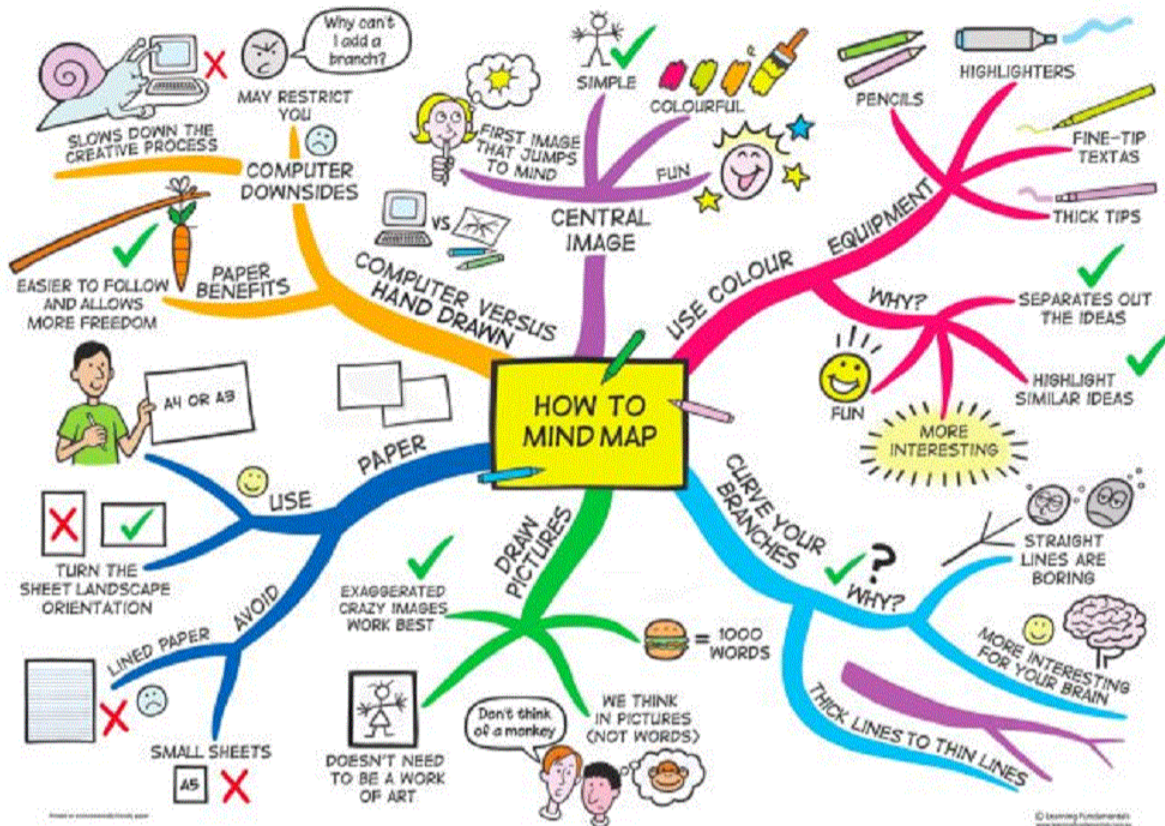 HOW TO
MIND MAP
CENTRAL
IMAGE
FIRST IMAGE
THAT JUMPS
TO MIND
SIMPLE
COLOURFUL
FUN
USE COLOUR
EQUIPMENT
PENCILS
HIGHLIGHTERS
FINE-TIP
TEXTAS
THICK TIPS
WHY?
SEPARATES OUT
THE IDEAS
HIGHLIGHT
SIMILAR IDEAS
MORE
INTERESTING
FUN
CURVE YOUR
BRANCHES
?
WHY?
STRAIGHT
LINES ARE
BORING
MORE INTERESTING
FOR YOUR BRAIN
THICK LINES TO THIN LINES
DRAW
PICTURES
= 1000
WORDS
WE THINK
IN PICTURES
(NOT WORDS)
Don't think
of a monkey
DOESN'T NEED
TO BE A WORK
OF ART
EXAGGERATED
CRAZY IMAGES
WORK BEST
PAPER
USE
A4 OR A3
TURN THE
SHEET LANDSCAPE
ORIENTATION
AVOID
LINED PAPER
SMALL SHEETS
A5
COMPUTER VERSUS
HAND DRAWN
VS
PAPER
BENEFITS
EASIER TO FOLLOW
AND ALLOWS
MORE FREEDOM
COMPUTER
DOWNSIDES
SLOWS DOWN THE
CREATIVE PROCESS
MAY RESTRICT
YOU
Why can't
I add a
branch?
© Learning Fundamentals